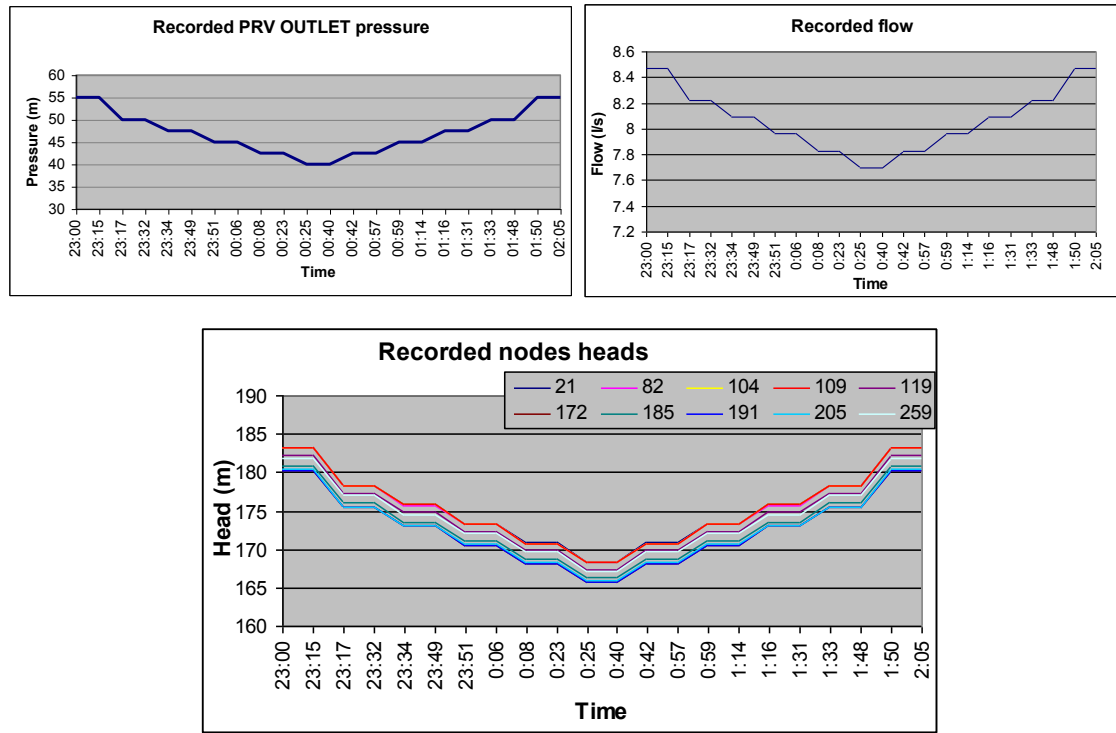 Recorded PRV OUTLET pressure
Pressure (m)
60
55
50
45
40
35
30
23:00 23:15 23:17 23:32 23:34 23:49 23:51 00:06 00:08 00:23 00:25 00:40 00:42 00:57 00:59 01:14 01:16 01:31 01:33 01:48 01:50 02:05
Time
Recorded flow
Flow (l/s)
8.6
8.4
8.2
8
7.8
7.6
7.4
7.2
23:00 23:15 23:17 23:32 23:34 23:49 23:51 0:06 0:08 0:23 0:25 0:40 0:42 0:57 0:59 1:14 1:16 1:31 1:33 1:48 1:50 2:05
Time
Recorded nodes heads
21 82 104 109 119
172 185 191 205 259
Head (m)
190
185
180
175
170
165
160
23:00 23:15 23:17 23:32 23:34 23:49 23:51 0:06 0:08 0:23 0:25 0:40 0:42 0:57 0:59 1:14 1:16 1:31 1:33 1:48 1:50 2:05
Time